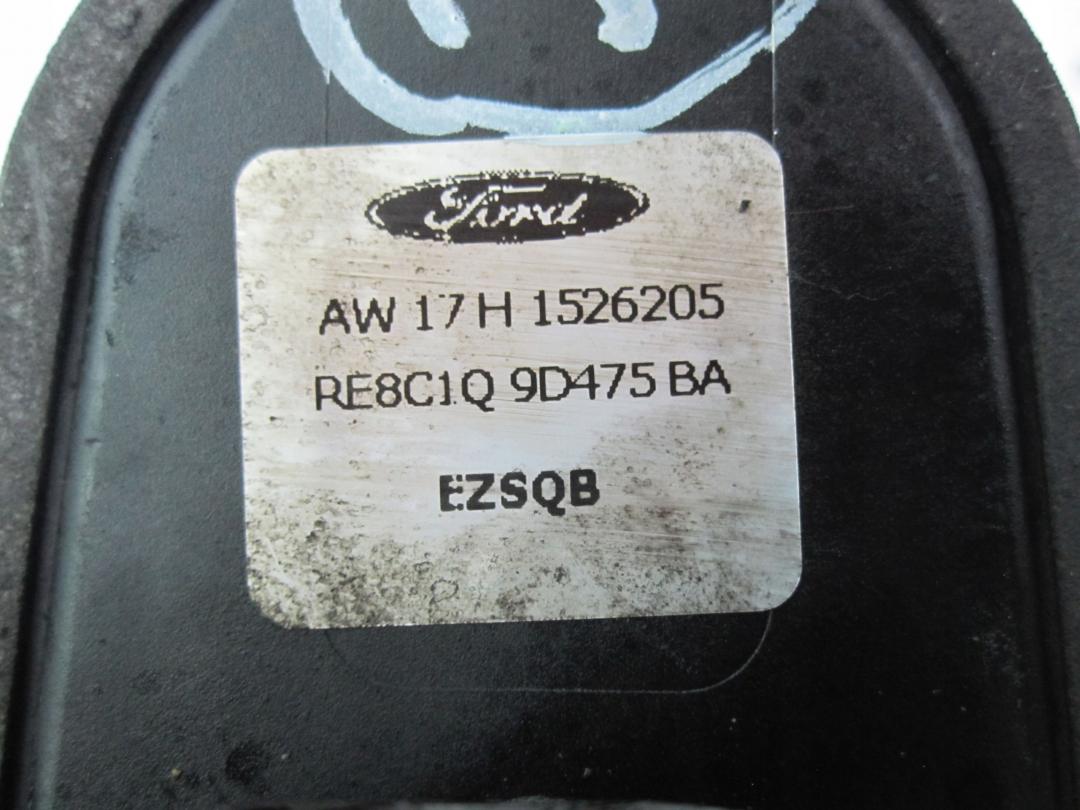 Ford
AW 17 H 1526205
RE8C1Q 9D475 BA
EZSQB